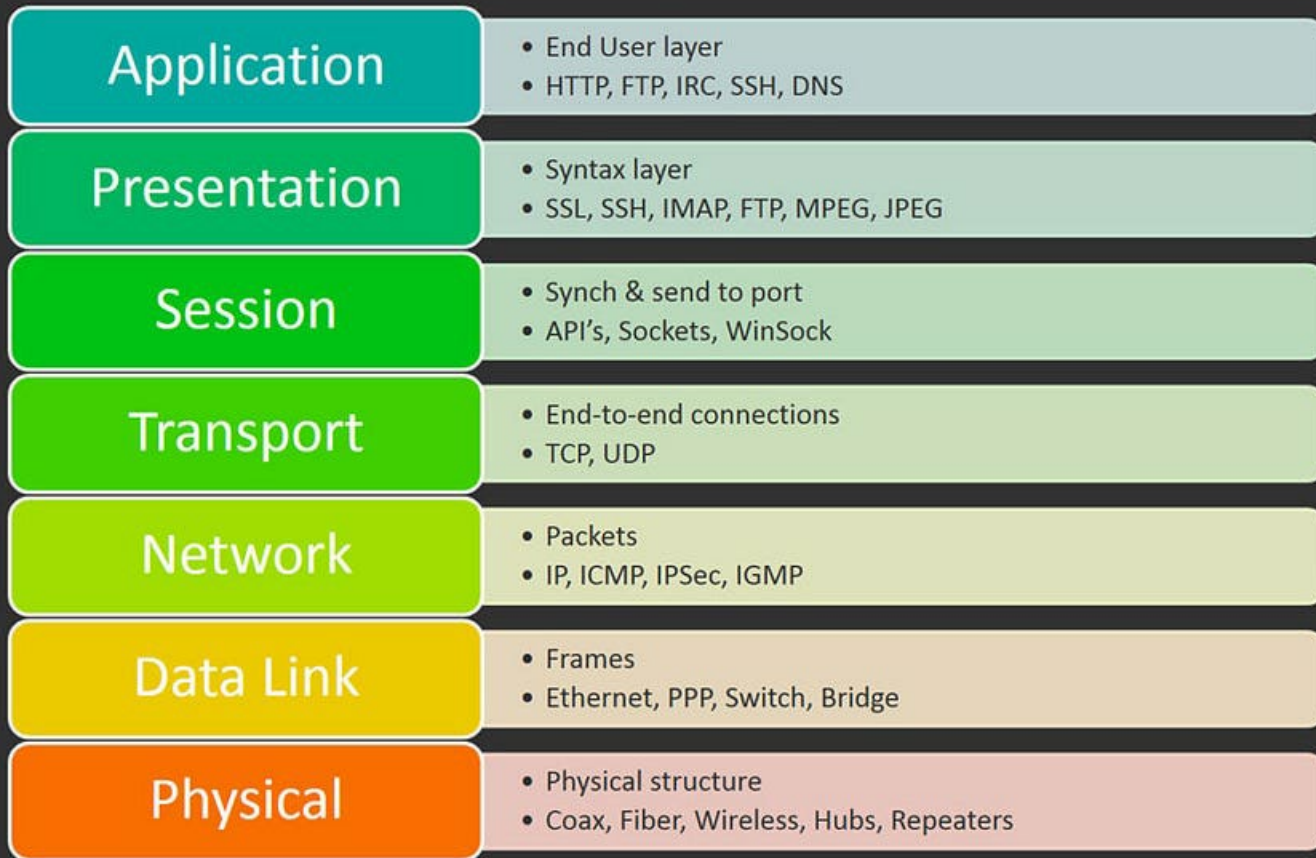 Application
• End User layer
• HTTP, FTP, IRC, SSH, DNS
Presentation
• Syntax layer
• SSL, SSH, IMAP, FTP, MPEG, JPEG
Session
• Synch & send to port
• API’s, Sockets, WinSock
Transport
• End-to-end connections
• TCP, UDP
Network
• Packets
• IP, ICMP, IPSec, IGMP
Data Link
• Frames
• Ethernet, PPP, Switch, Bridge
Physical
• Physical structure
• Coax, Fiber, Wireless, Hubs, Repeaters